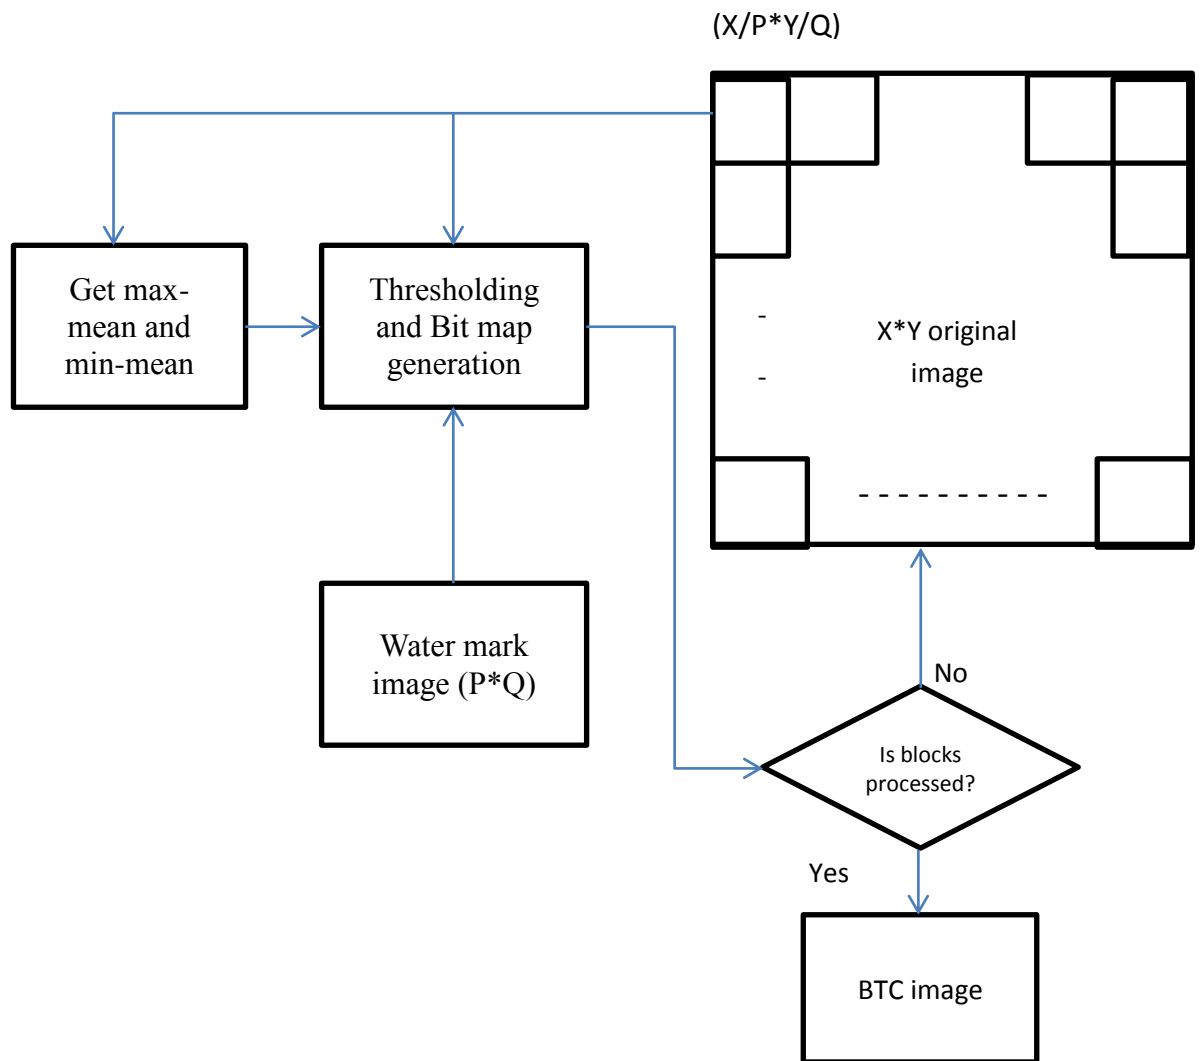 (X/P*Y/Q)
Get max-
mean and
min-mean
Thresholding
and Bit map
generation
-
-
X*Y original
image
- - - - - - - - - -
Water mark
image (P*Q)
No
Is blocks
processed?
Yes
BTC image